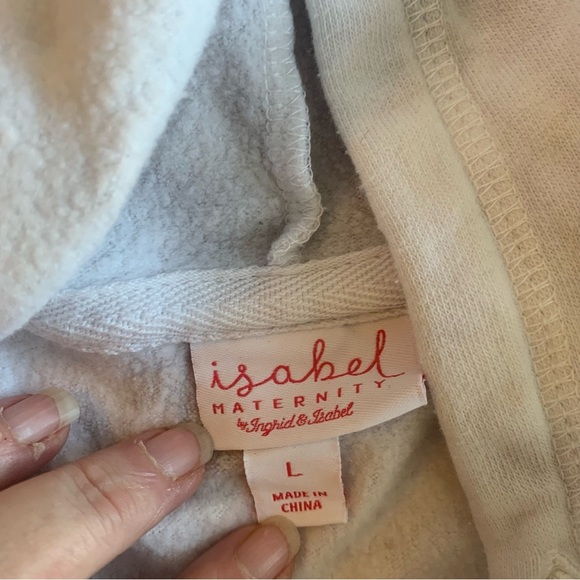 isabel
MATERNITY
by Ingrid & Isabel
L
MADE IN
CHINA